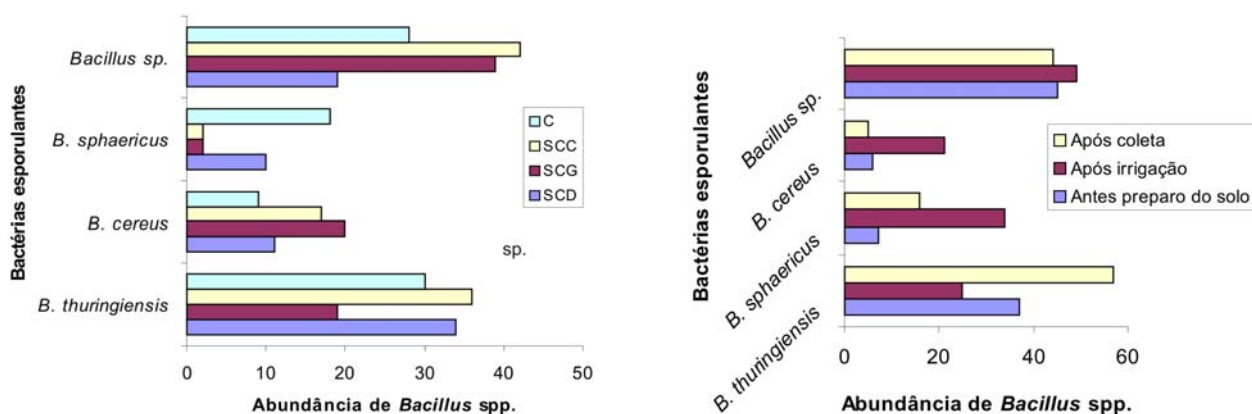 Bactérias esporulantes
Bacillus sp.
B. sphaericus
B. cereus
B. thuringiensis
C
SCC
SCG
SCD
sp.
0 10 20 30 40 50
Abundância de Bacillus spp.
Bactérias esporulantes
Bacillus sp.
B. cereus
B. sphaericus
B. thuringiensis
Após coleta
Após irrigação
Antes preparo do solo
0 20 40 60
Abundância de Bacillus spp.